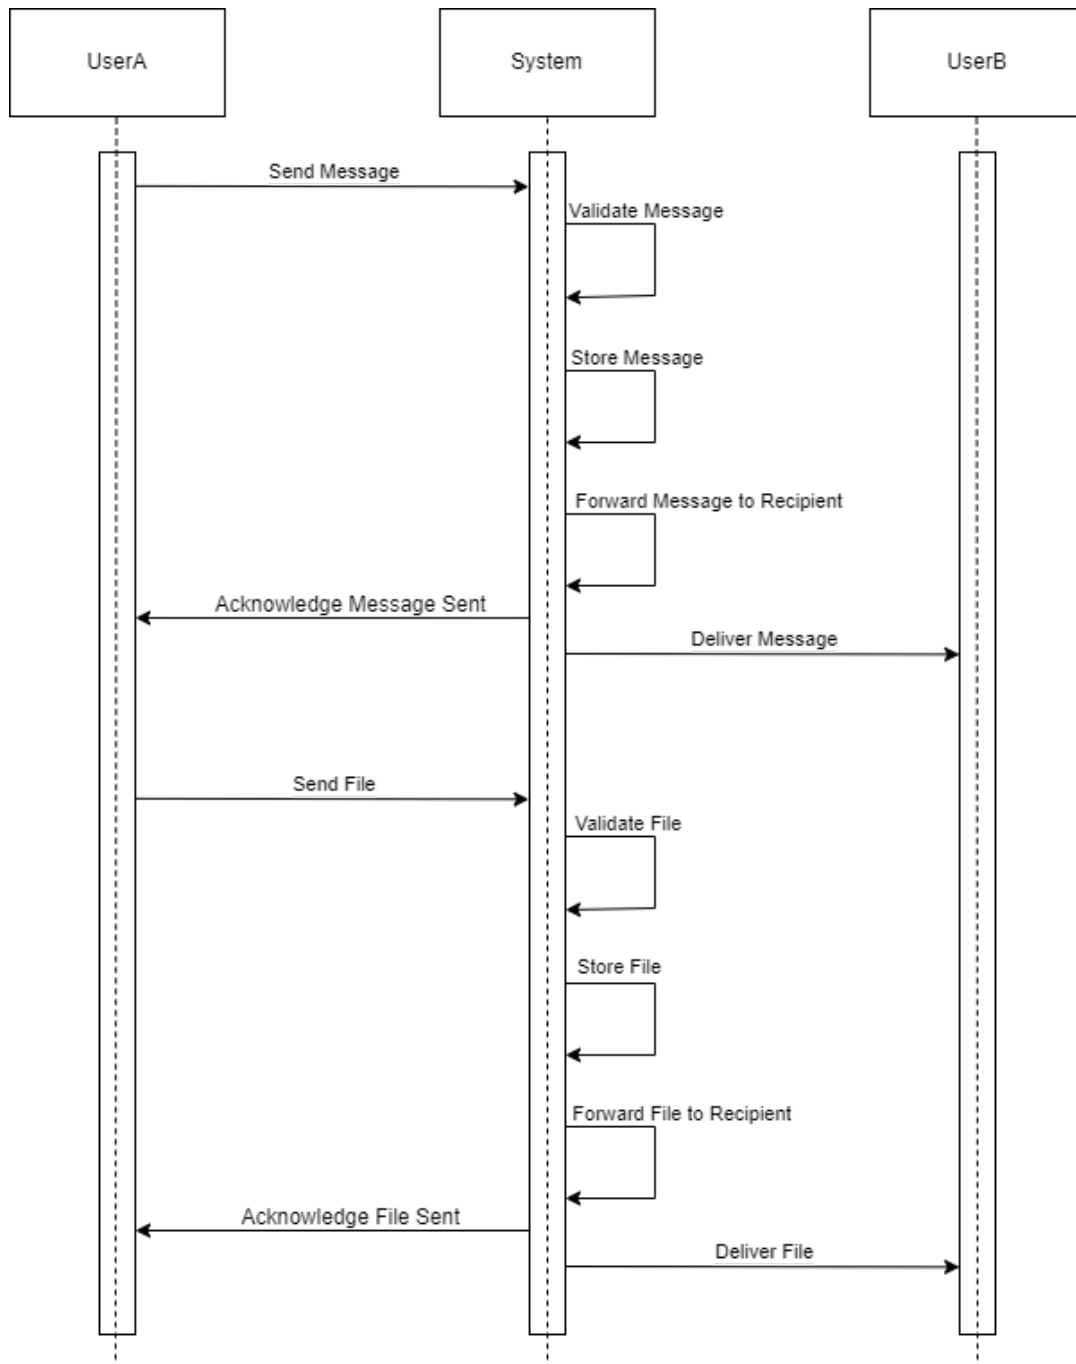 UserA
System
UserB
Send Message
Validate Message
Store Message
Forward Message to Recipient
Acknowledge Message Sent
Deliver Message
Send File
Validate File
Store File
Forward File to Recipient
Acknowledge File Sent
Deliver File